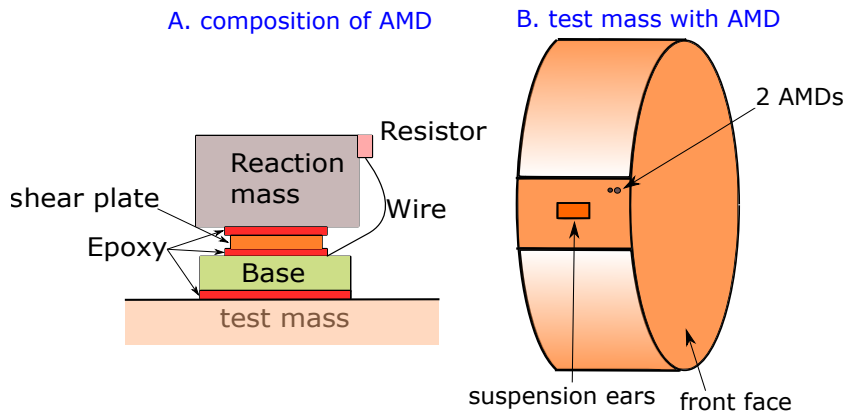 A. composition of AMD
Resistor
Reaction
mass
shear plate
Wire
Epoxy
Base
test mass
B. test mass with AMD
2 AMDs
suspension ears
front face